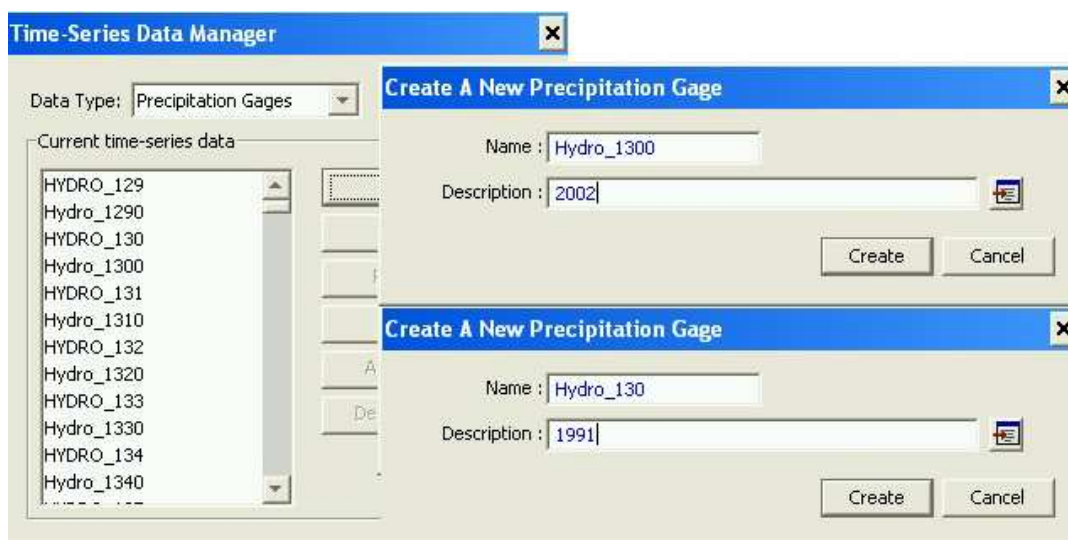 Time-Series Data Manager
Data Type: Precipitation Gages
Current time-series data
HYDRO_129
Hydro_1290
HYDRO_130
Hydro_1300
HYDRO_131
Hydro_1310
HYDRO_132
Hydro_1320
HYDRO_133
Hydro_1330
HYDRO_134
Hydro_1340
Create A New Precipitation Gage
Name : Hydro_1300
Description : 2002
Create Cancel
Create A New Precipitation Gage
Name : Hydro_130
Description : 1991
Create Cancel